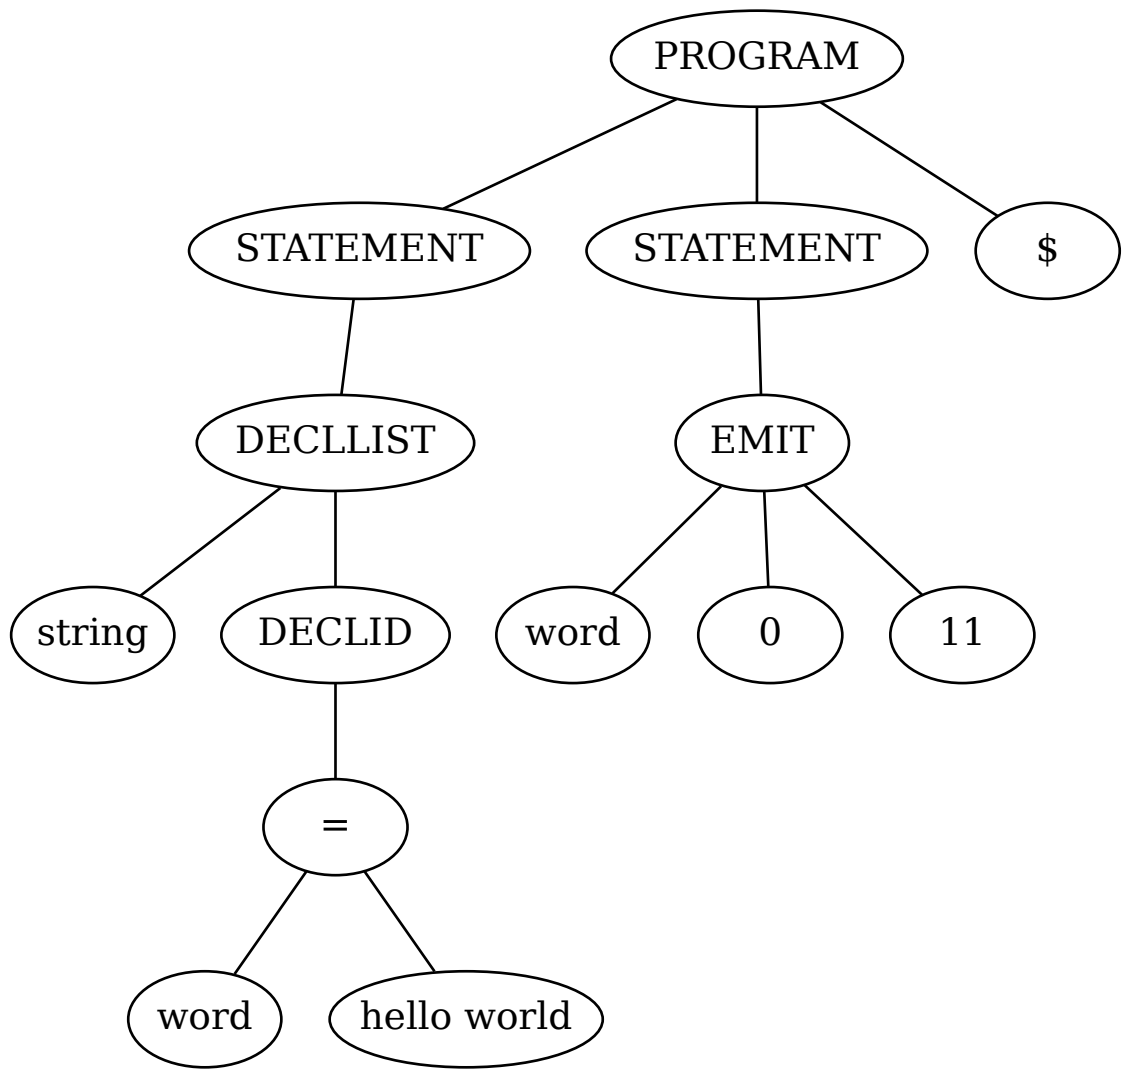 PROGRAM
STATEMENT STATEMENT $
DECLLIST EMIT
string DECLID word 0 11
=
word hello world